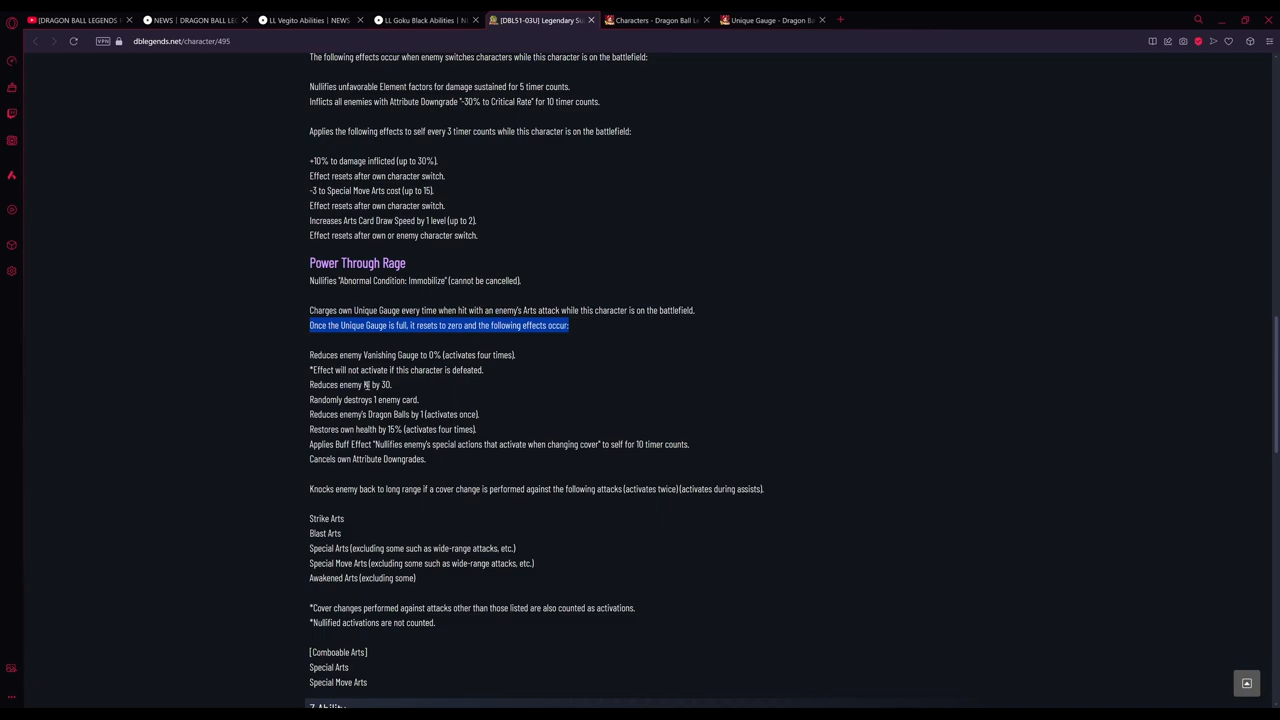 [DRAGON BALL LEGENDS
NEWS | DRAGON BALL LEG
LL Vegito Abilities | NEWS
LL Goku Black Abilities | N
[DBL51-03U] Legendary Su
Characters - Dragon Ball Le
Unique Gauge - Dragon Ba
VPN
dblegends.net/character/495
The following effects occur when enemy switches characters while this character is on the battlefield:
Nullifies unfavorable Element factors for damage sustained for 5 timer counts.
Inflicts all enemies with Attribute Downgrade "-30% to Critical Rate" for 10 timer counts.
Applies the following effects to self every 3 timer counts while this character is on the battlefield:
+10% to damage inflicted (up to 30%).
Effect resets after own character switch.
-3 to Special Move Arts cost (up to 15).
Effect resets after own character switch.
Increases Arts Card Draw Speed by 1 level (up to 2).
Effect resets after own or enemy character switch.
Power Through Rage
Nullifies "Abnormal Condition: Immobilize" (cannot be cancelled).
Charges own Unique Gauge every time when hit with an enemy's Arts attack while this character is on the battlefield.
Once the Unique Gauge is full, it resets to zero and the following effects occur:
Reduces enemy Vanishing Gauge to 0% (activates four times).
*Effect will not activate if this character is defeated.
Reduces enemy Ki by 30.
Randomly destroys 1 enemy card.
Reduces enemy's Dragon Balls by 1 (activates once).
Restores own health by 15% (activates four times).
Applies Buff Effect "Nullifies enemy's special actions that activate when changing cover" to self for 10 timer counts.
Cancels own Attribute Downgrades.
Knocks enemy back to long range if a cover change is performed against the following attacks (activates twice) (activates during assists).
Strike Arts
Blast Arts
Special Arts (excluding some such as wide-range attacks, etc.)
Special Move Arts (excluding some such as wide-range attacks, etc.)
Awakened Arts (excluding some)
*Cover changes performed against attacks other than those listed are also counted as activations.
*Nullified activations are not counted.
[Comboable Arts]
Special Arts
Special Move Arts
Z Ability